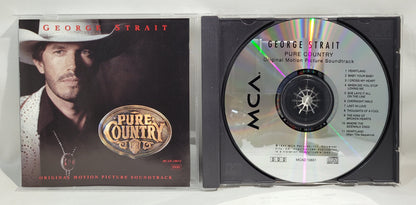 GEORGE STRAIT
PURE
COUNTRY
ORIGINAL MOTION PICTURE SOUNDTRACK
GEORGE STRAIT
PURE COUNTRY
Original Motion Picture Soundtrack
MCA
1. HEARTLAND
2. BABY YOUR BABY
3. I CROSS MY HEART
4. WHEN DID YOU STOP
LOVING ME
5. SHE LAYS IT ALL
ON THE LINE
6. OVERNIGHT MALE
7. LAST IN LOVE
8. THOUGHTS OF A FOOL
9. THE KING OF
BROKEN HEARTS
10. WHERE THE
SIDEWALK ENDS
11. HEARTLAND
(Main Title Sequence)
MCAD 10651